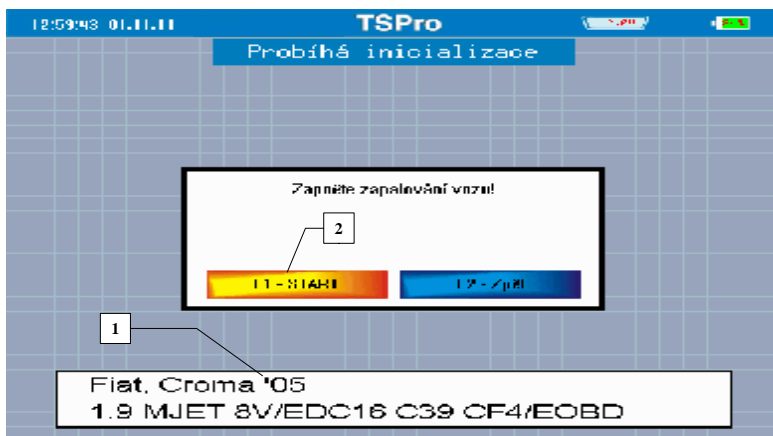 12:59:43 01.11.11 TSPro
Probíhá inicializace
Zapněte zapalování vozu!
2
F1 - START F2 - Zpět
1
Fiat, Croma '05
1.9 MJET 8V/EDC16 C39 CF4/EOBD